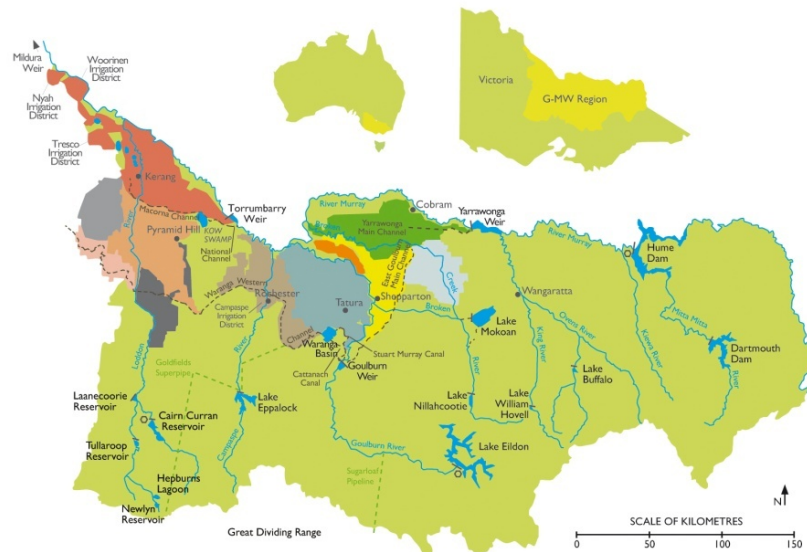 Mildura
Weir
Woorinen
Irrigation
District
Nyah
Irrigation
District
Tresco
Irrigation
District
Kerang
Macorna Channel
Torrumbarry
Weir
KOW
SWAMP
National
Channel
Pyramid Hill
River
Loddon
Waranga Western
Channel
Rochester
Campaspe
Irrigation
District
River
Campaspe
Goldfields
Superpipe
Laanecoorie
Reservoir
Cairn Curran
Reservoir
Tullaroop
Reservoir
Hepburns
Lagoon
Newlyn
Reservoir
Lake
Eppalock
Great Dividing Range
Victoria
G-MW Region
River Murray
Cobram
Yarrawonga
Main Channel
Yarrawonga
Weir
Broken
Creek
East Goulburn
Main Channel
Shepparton
Tatura
Waranga
Basin
Stuart Murray Canal
Cattanach
Canal
Goulburn
Weir
Broken
River
Lake
Mokoan
Lake
Nillahcootie
Goulburn River
Lake Eildon
Sugarloaf
Pipeline
Wangaratta
King River
Ovens River
Lake
William
Hovell
Lake
Buffalo
River Murray
Hume
Dam
Kiewa River
Mitta Mitta
River
Dartmouth
Dam
N
SCALE OF KILOMETRES
0 50 100 150